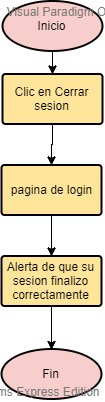 Visual Paradigm O
Inicio
Clic en Cerrar
sesion
pagina de login
Alerta de que su
sesion finalizo
correctamente
Fin
ms Express Edition